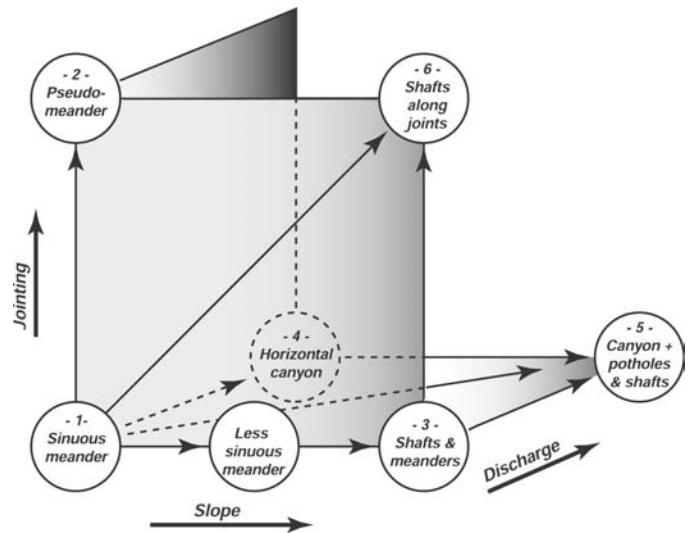 - 2 -
Pseudo-
meander
- 6 -
Shafts
along
joints
Jointing
- 4 -
Horizontal
canyon
- 5 -
Canyon +
potholes
& shafts
- 1-
Sinuous
meander
Less
sinuous
meander
- 3 -
Shafts &
meanders
Discharge
Slope